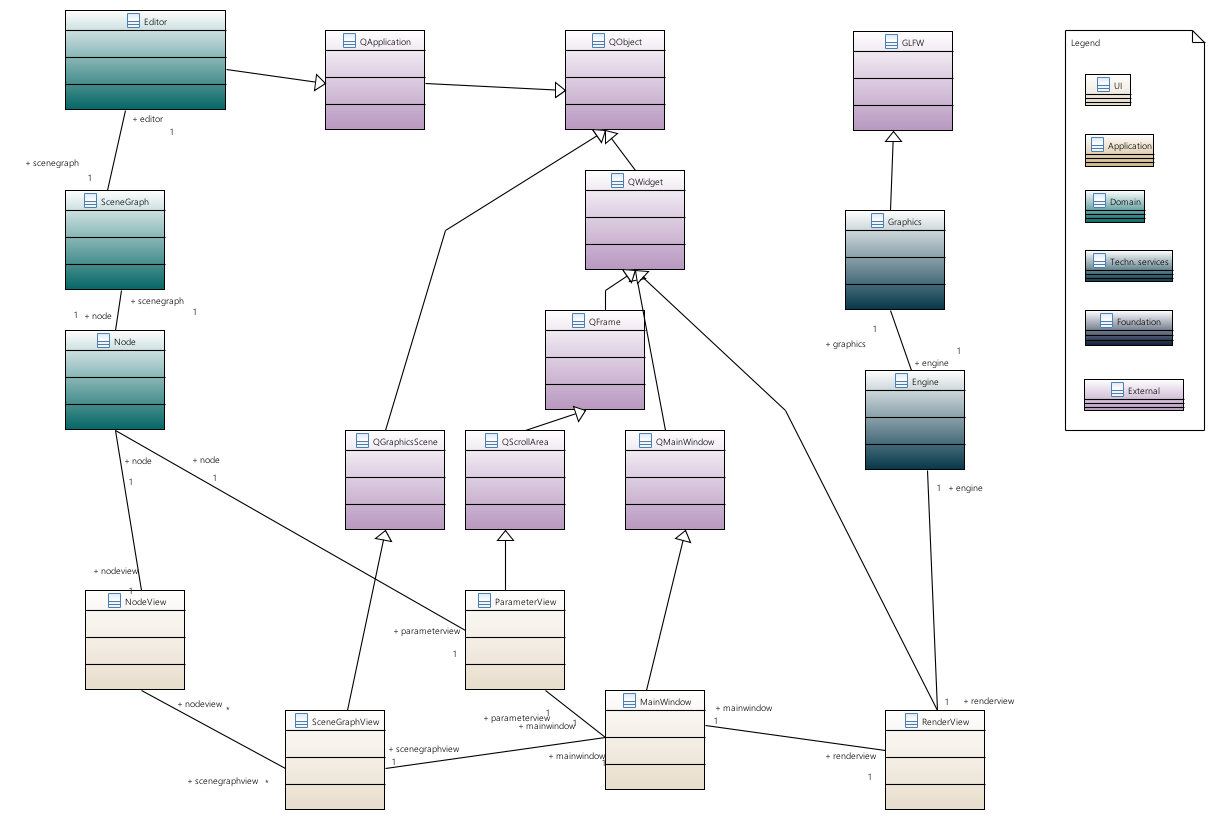 Editor
QApplication
QObject
GLFW
Legend
UI
+ editor
1
Application
+ scenegraph
1
QWidget
SceneGraph
Domain
Graphics
Techn. services
+ scenegraph
1
1 + node
QFrame
Foundation
Node
1
+ graphics
1
+ engine
Engine
External
QGraphicsScene
QScrollArea
QMainWindow
+ node
1
+ node
1
1 + engine
+ nodeview
1
NodeView
ParameterView
+ parameterview
1
+ nodeview *
SceneGraphView
MainWindow
RenderView
1 + renderview
+ mainwindow
1
1
+ parameterview
1
+ mainwindow
+ scenegraphview
1
+ mainwindow
1
+ renderview
1
+ scenegraphview *